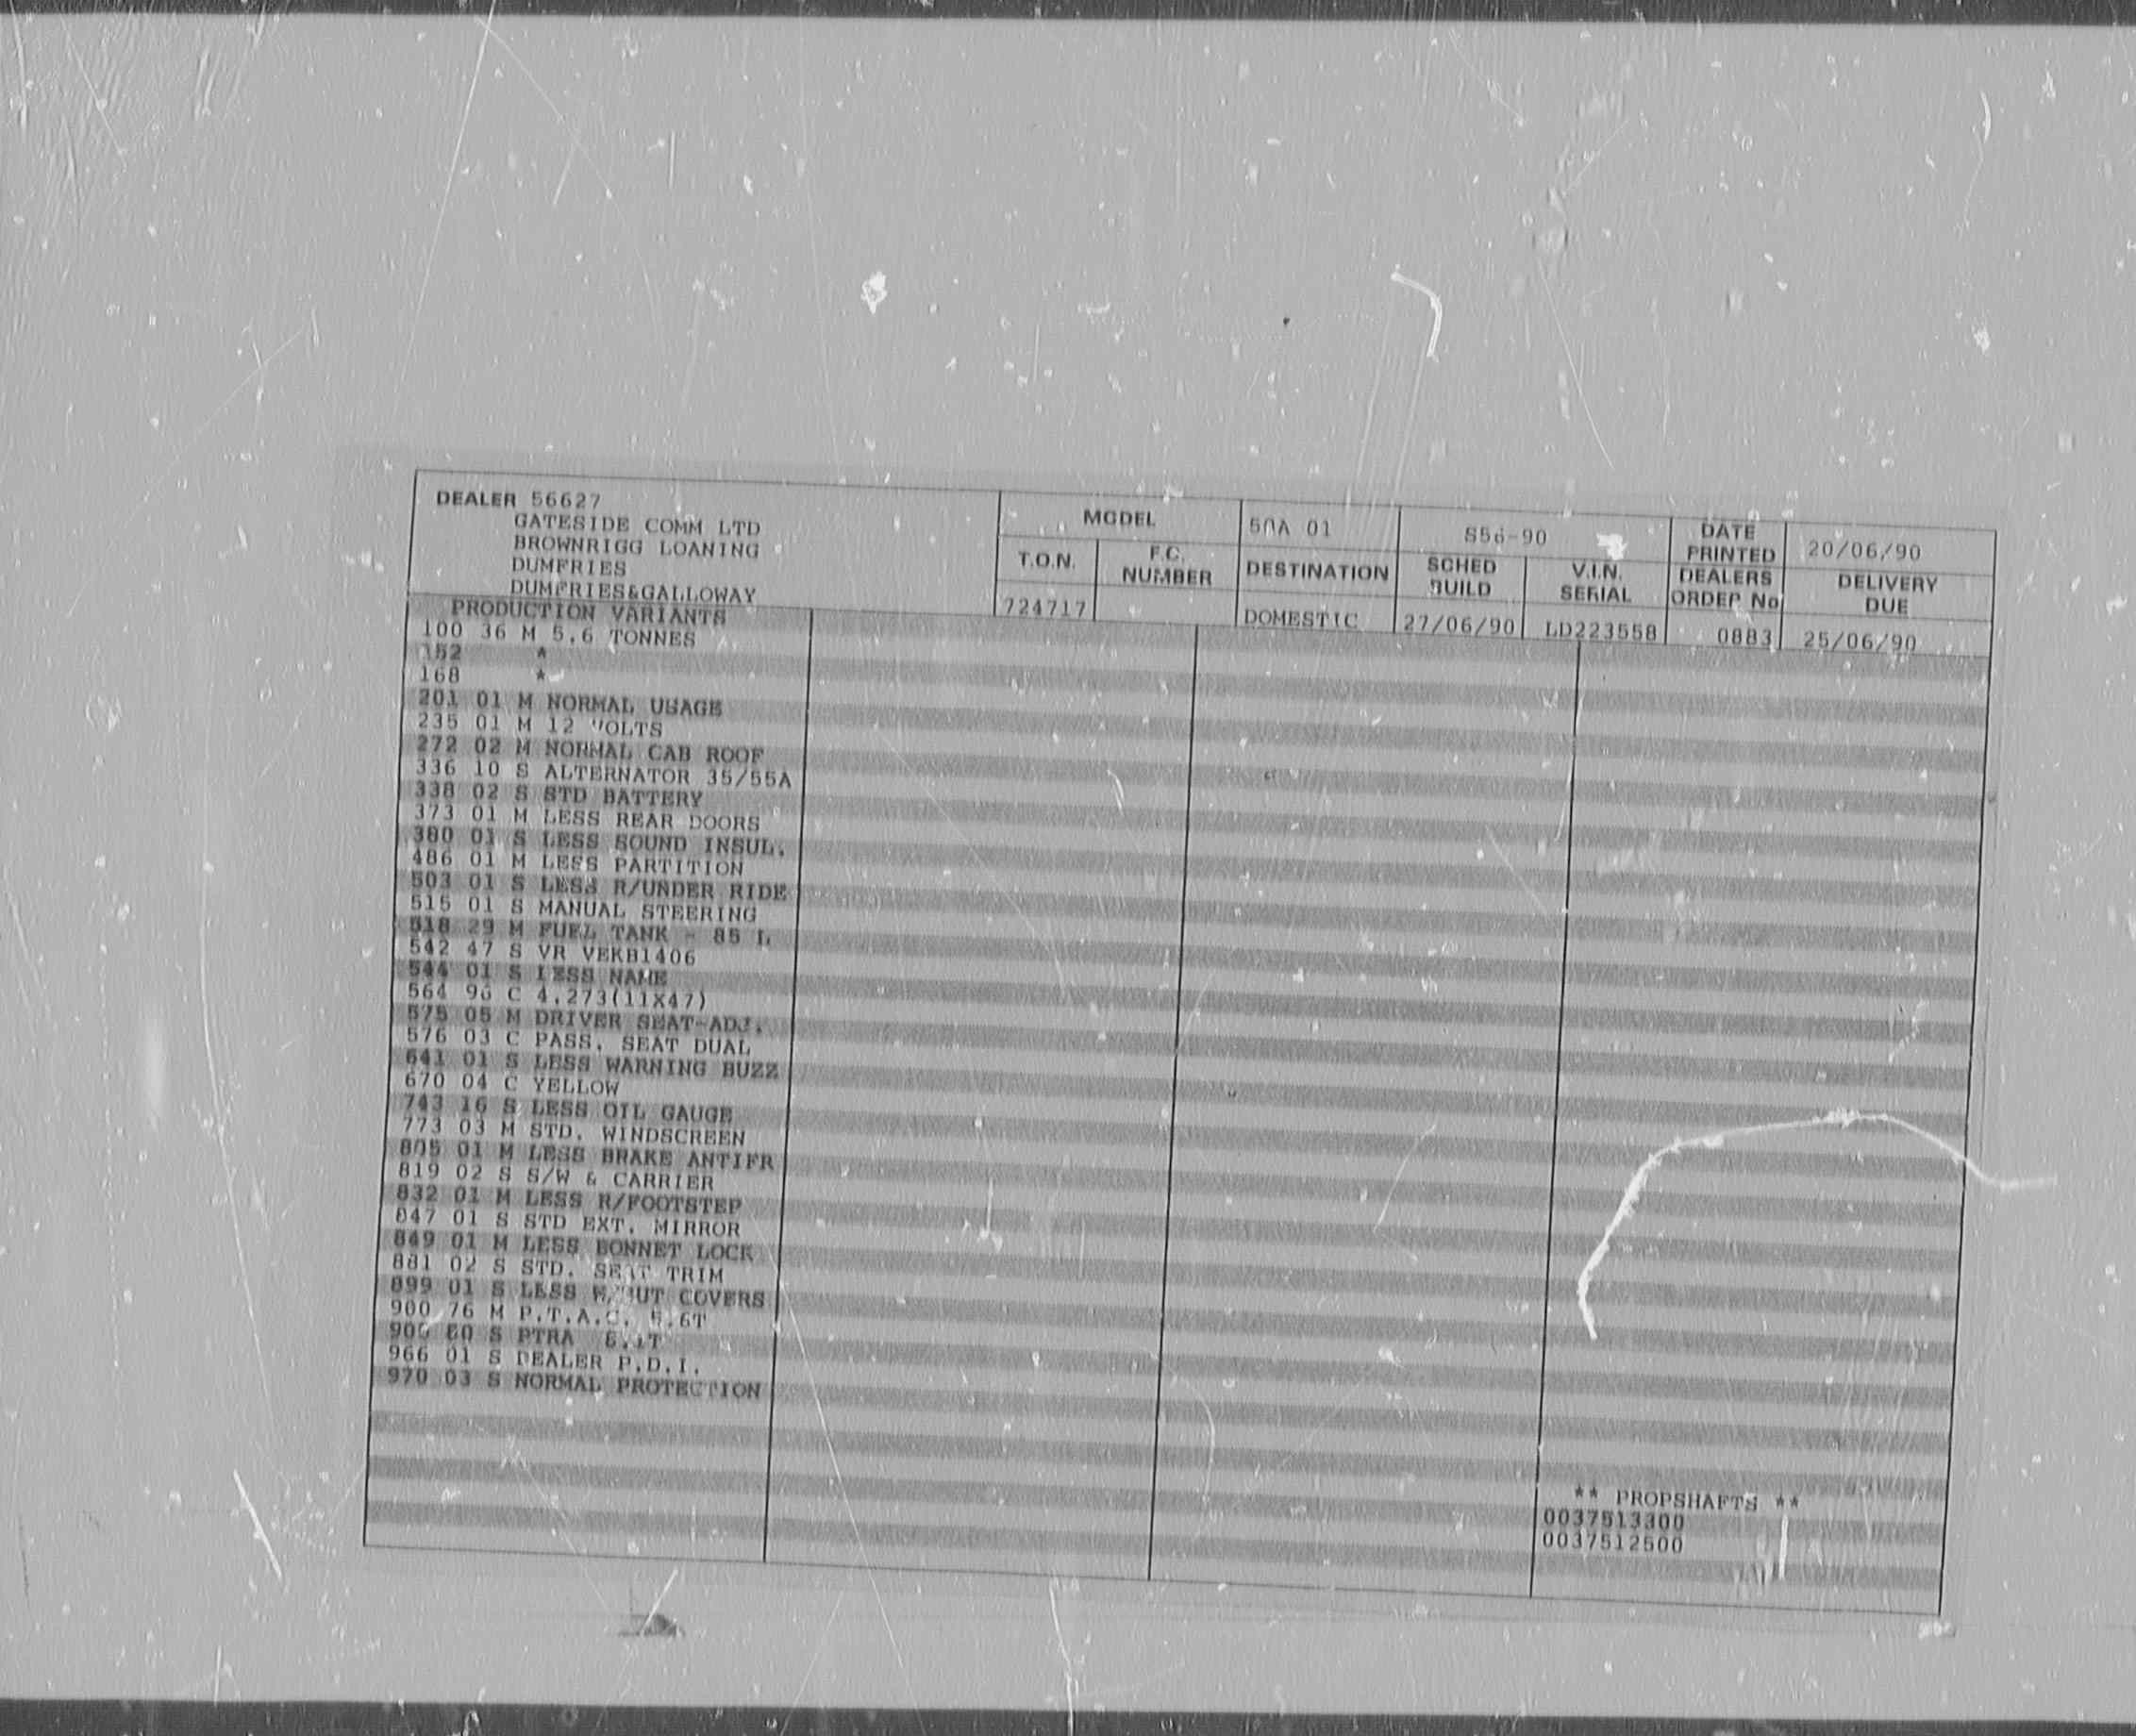 DEALER 56627
GATESIDE COMM LTD
BROWNRIGG LOANING
DUMFRIES
DUMFRIES&GALLOWAY
MODEL 50A 01 S56-90 DATE PRINTED 20/06/90
T.O.N. F.C. NUMBER DESTINATION SCHED BUILD V.I.N. SERIAL DEALERS ORDER No DELIVERY DUE
724717 DOMESTIC 27/06/90 LD223558 0883 25/06/90
PRODUCTION VARIANTS
100 36 M 5.6 TONNES
152 *
168 *
201 01 M NORMAL USAGE
235 01 M 12 VOLTS
272 02 M NORMAL CAB ROOF
336 10 S ALTERNATOR 35/55A
338 02 S STD BATTERY
373 01 M LESS REAR DOORS
380 01 S LESS SOUND INSUL.
486 01 M LESS PARTITION
503 01 S LESS R/UNDER RIDE
515 01 S MANUAL STEERING
518 29 M FUEL TANK - 85 L
542 47 S VR VEKB1406
544 01 S LESS NAME
564 96 C 4.273(11X47)
575 05 M DRIVER SEAT-ADJ.
576 03 C PASS. SEAT DUAL
641 01 S LESS WARNING BUZZ
670 04 C YELLOW
743 16 S LESS OIL GAUGE
773 03 M STD. WINDSCREEN
805 01 M LESS BRAKE ANTIFR
819 02 S S/W & CARRIER
832 01 M LESS R/FOOTSTEP
847 01 S STD EXT. MIRROR
849 01 M LESS BONNET LOCK
881 02 S STD. SEAT TRIM
899 01 S LESS W/NUT COVERS
900 76 M P.T.A.C. 5.6T
906 80 S PTRA
966 01 S DEALER P.D.I.
970 03 S NORMAL PROTECTION
** PROPSHAFTS **
0037513300
0037512500